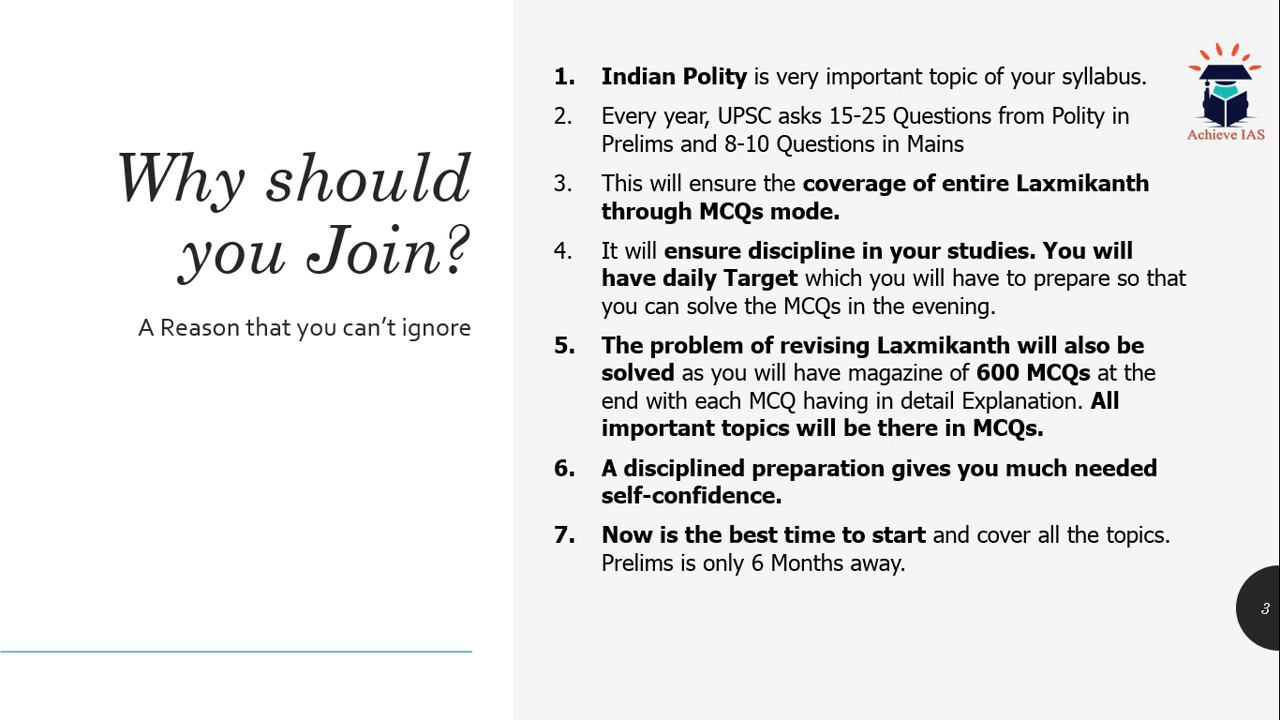 Why should
you Join?
A Reason that you can’t ignore
1. Indian Polity is very important topic of your syllabus.
2. Every year, UPSC asks 15-25 Questions from Polity in
Prelims and 8-10 Questions in Mains
3. This will ensure the coverage of entire Laxmikanth
through MCQs mode.
4. It will ensure discipline in your studies. You will
have daily Target which you will have to prepare so that
you can solve the MCQs in the evening.
5. The problem of revising Laxmikanth will also be
solved as you will have magazine of 600 MCQs at the
end with each MCQ having in detail Explanation. All
important topics will be there in MCQs.
6. A disciplined preparation gives you much needed
self-confidence.
7. Now is the best time to start and cover all the topics.
Prelims is only 6 Months away.
Achieve IAS
3